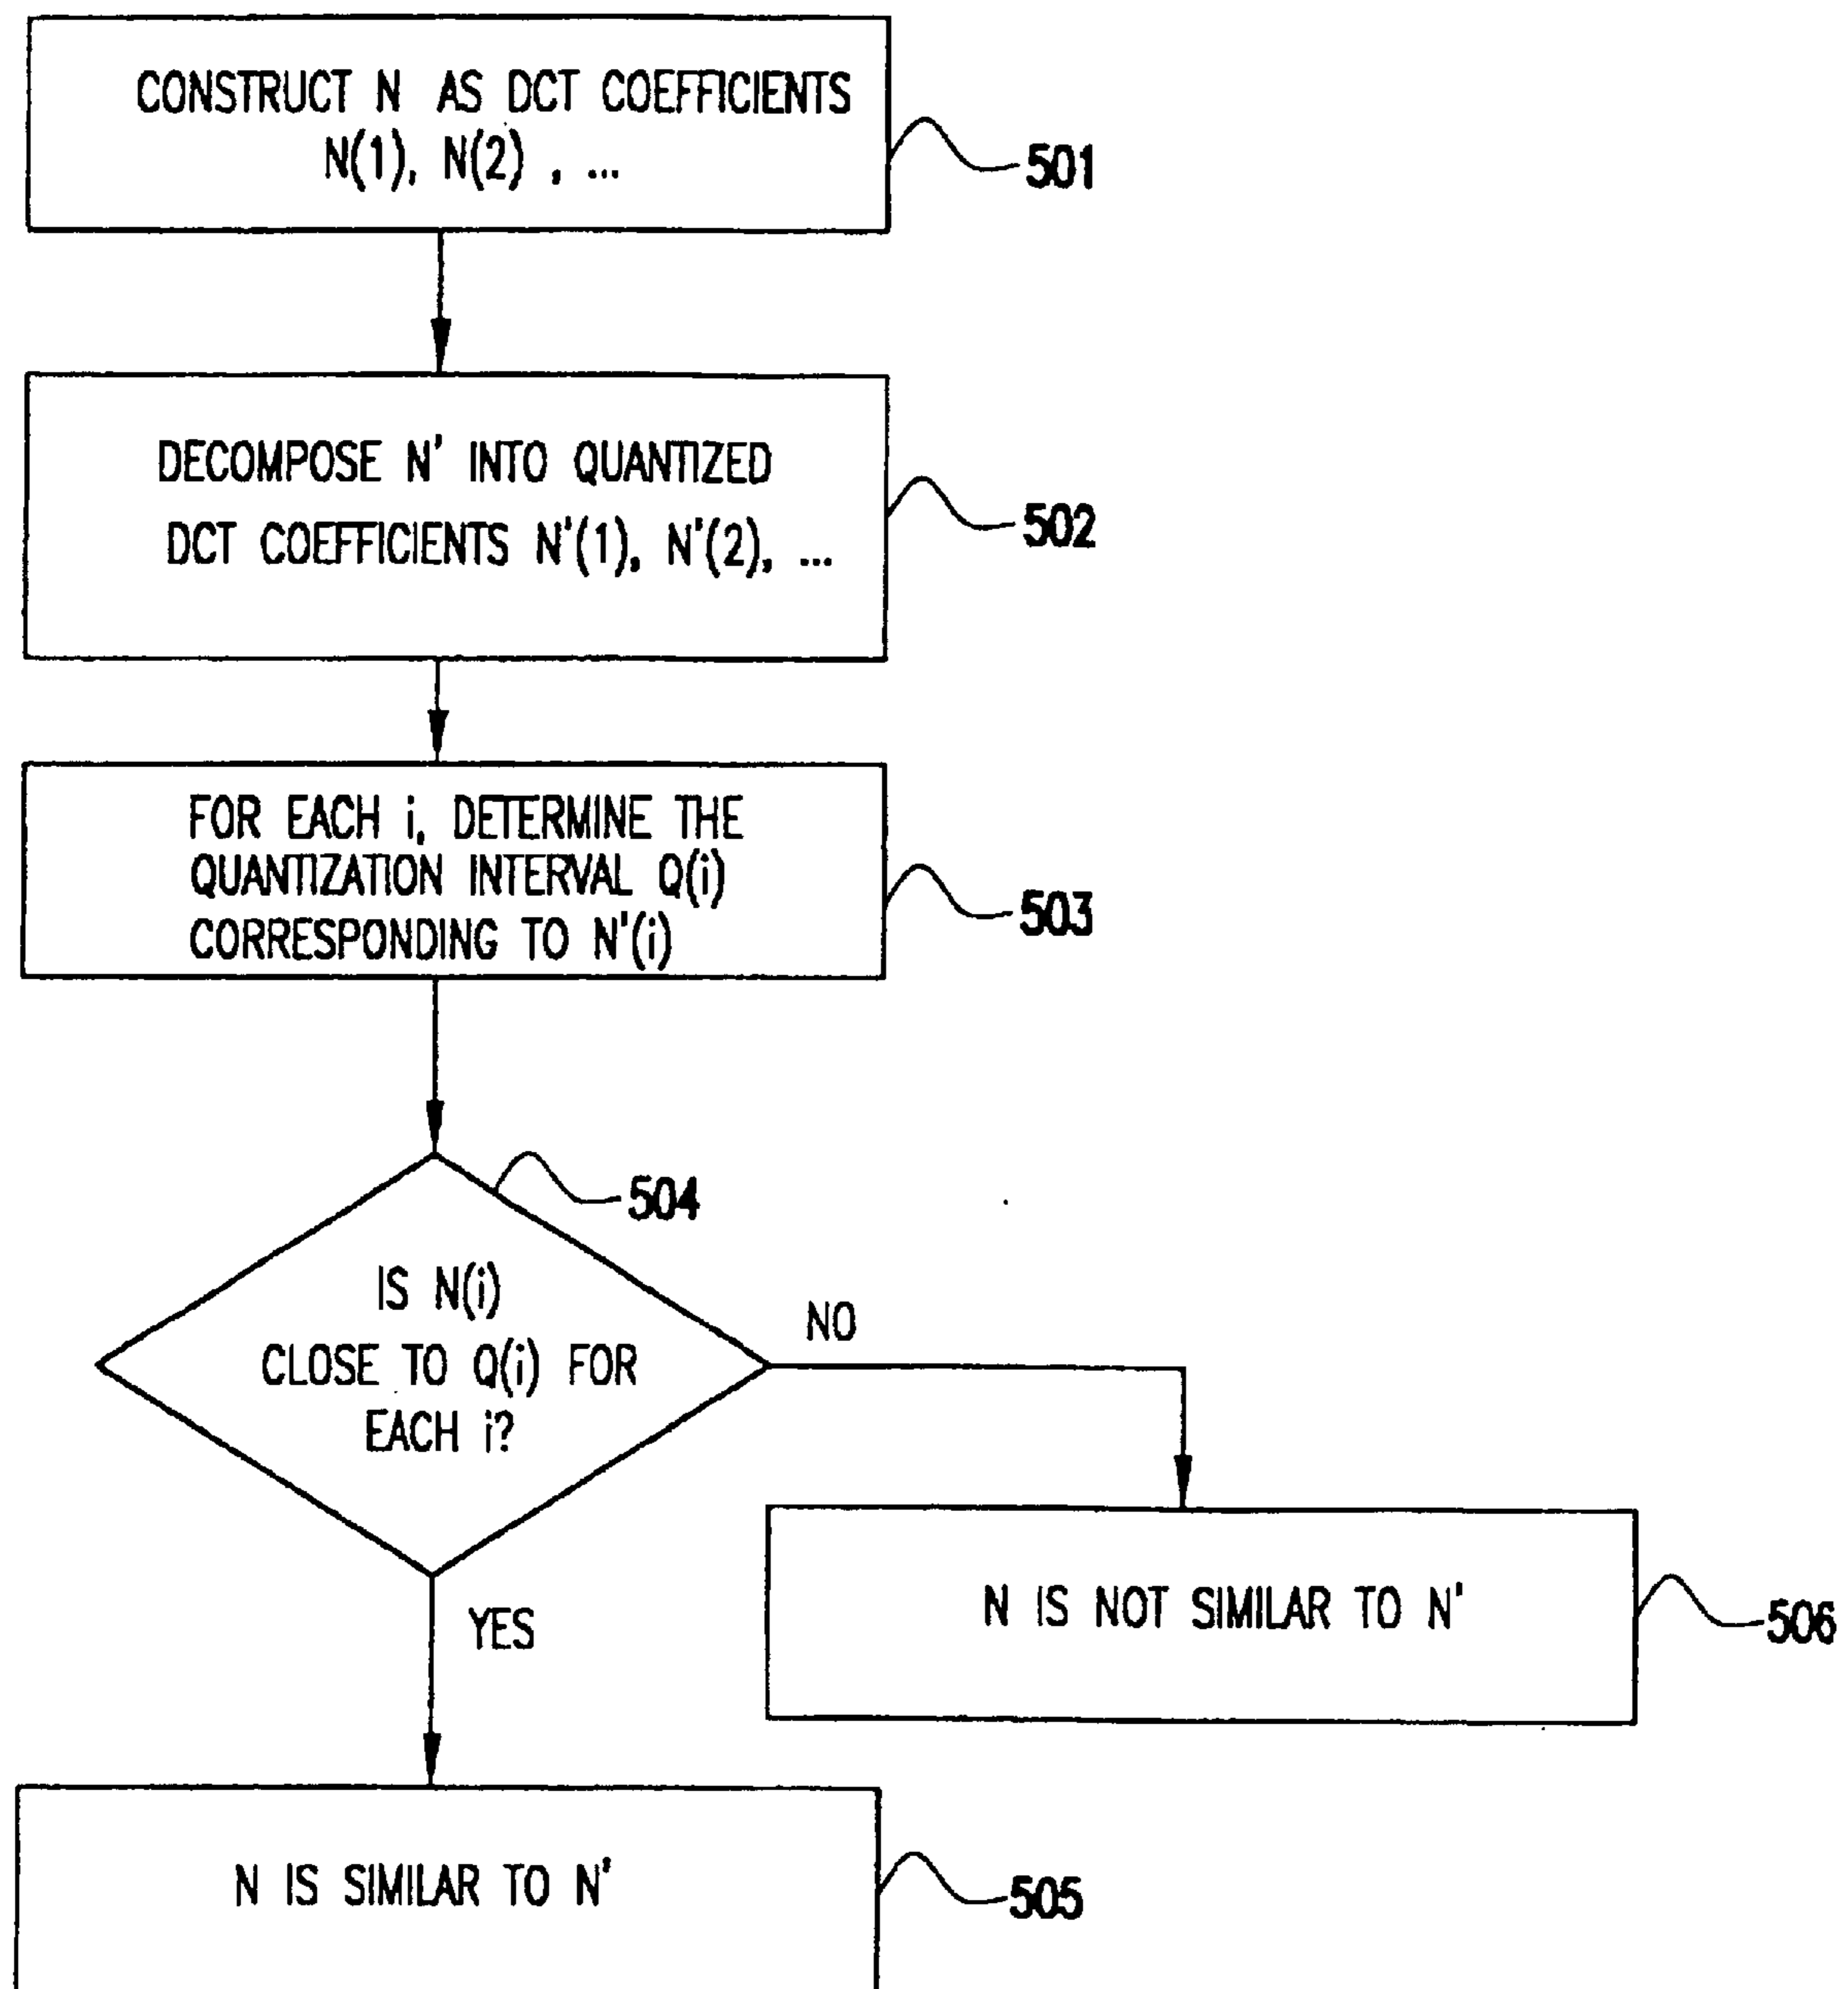 CONSTRUCT N AS DCT COEFFICIENTS
N(1), N(2) , ...
501
DECOMPOSE N' INTO QUANTIZED
DCT COEFFICIENTS N'(1), N'(2), ...
502
FOR EACH i, DETERMINE THE
QUANTIZATION INTERVAL Q(i)
CORRESPONDING TO N'(i)
503
504
IS N(i)
CLOSE TO Q(i) FOR
EACH i?
NO
YES
N IS NOT SIMILAR TO N'
506
N IS SIMILAR TO N'
505